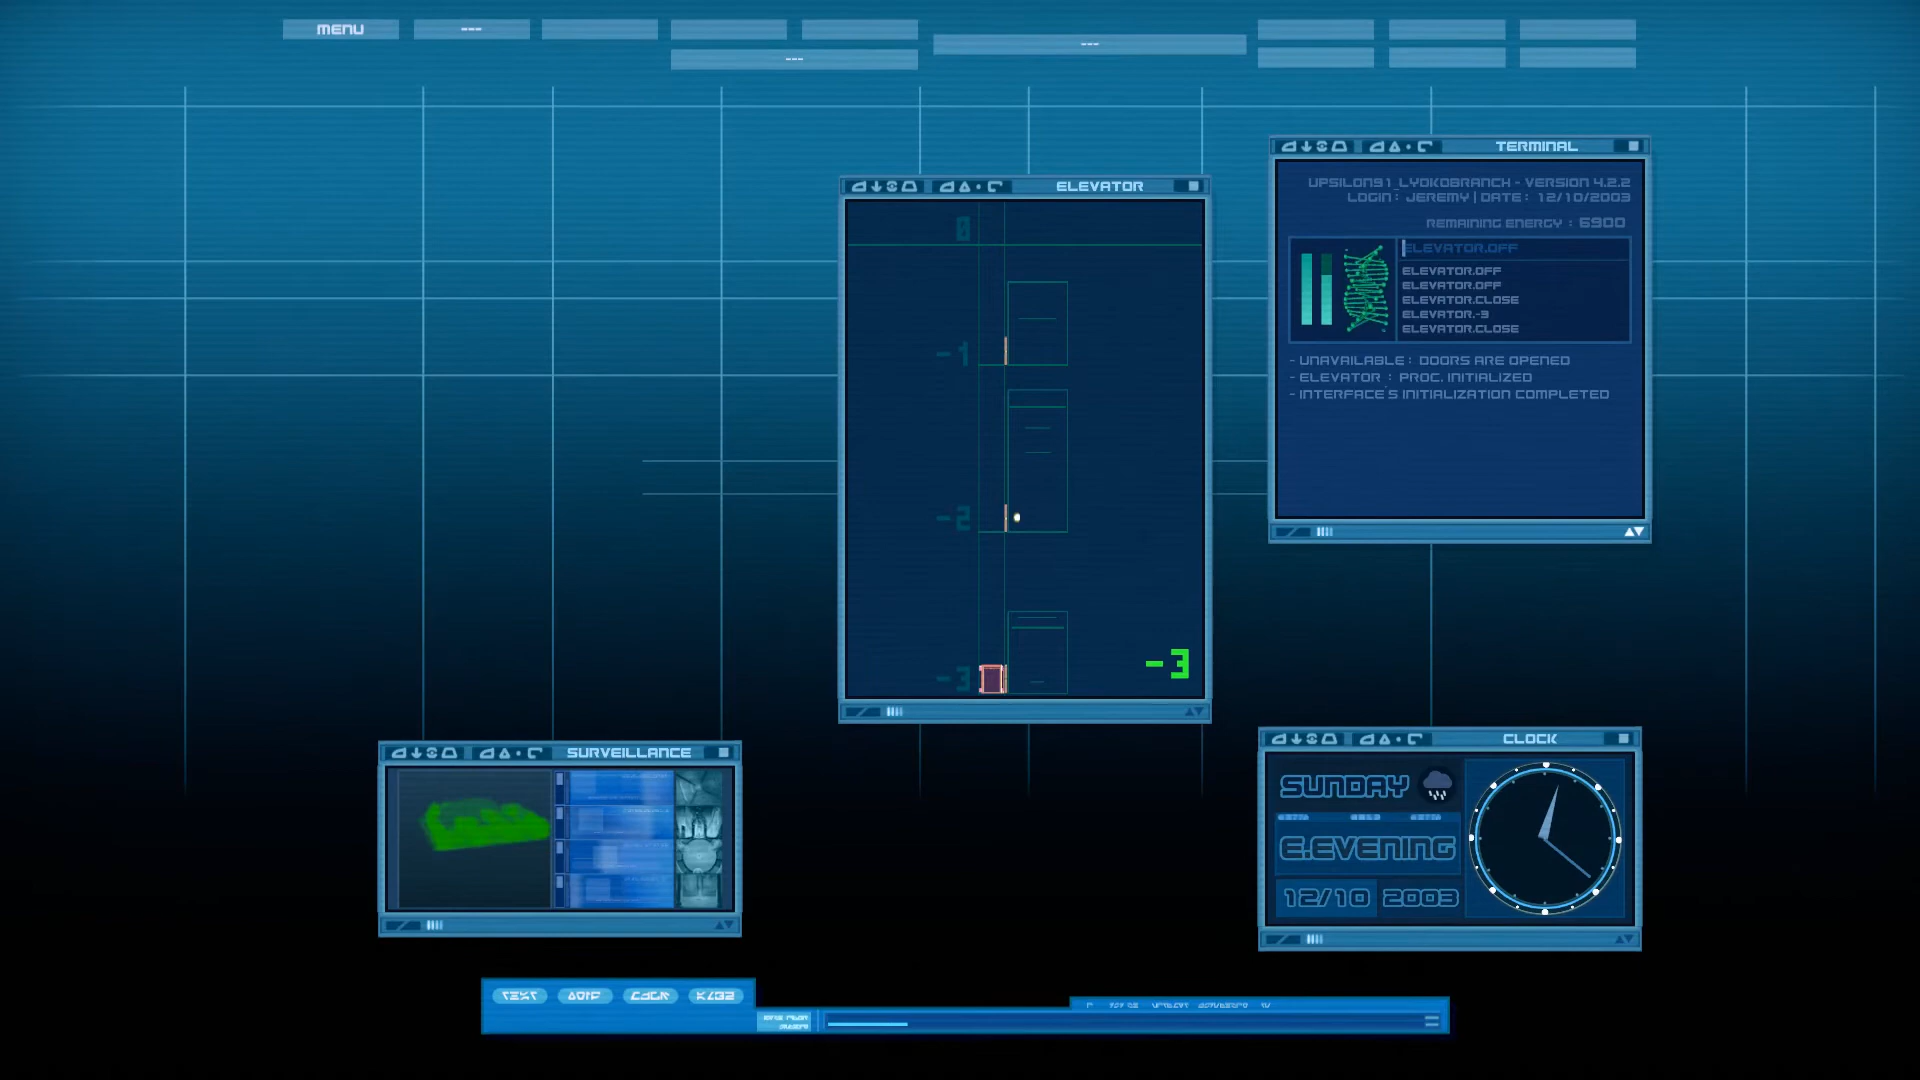 MENU
---
---
---
ELEVATOR
0
-1
-2
-3
-3
TERMINAL
UPSILON91_LYOKOBRANCH - VERSION 4.2.2
LOGIN : JEREMY | DATE : 12/10/2003
REMAINING ENERGY : 6900
ELEVATOR.OFF
ELEVATOR.OFF
ELEVATOR.OFF
ELEVATOR.CLOSE
ELEVATOR.-3
ELEVATOR.CLOSE
- UNAVAILABLE : DOORS ARE OPENED
- ELEVATOR : PROC. INITIALIZED
- INTERFACE'S INITIALIZATION COMPLETED
SURVEILLANCE
CLOCK
SUNDAY
E.EVENING
12/10 2003